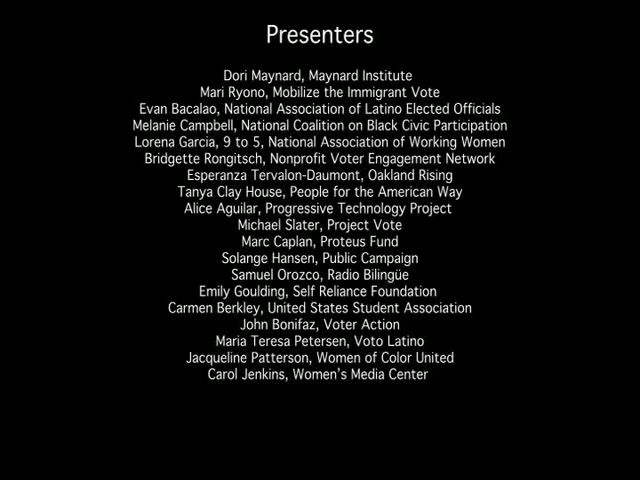 Presenters
Dori Maynard, Maynard Institute
Mari Ryono, Mobilize the Immigrant Vote
Evan Bacalao, National Association of Latino Elected Officials
Melanie Campbell, National Coalition on Black Civic Participation
Lorena Garcia, 9 to 5, National Association of Working Women
Bridgette Rongitsch, Nonprofit Voter Engagement Network
Esperanza Tervalon-Daumont, Oakland Rising
Tanya Clay House, People for the American Way
Alice Aguilar, Progressive Technology Project
Michael Slater, Project Vote
Marc Caplan, Proteus Fund
Solange Hansen, Public Campaign
Samuel Orozco, Radio Bilingüe
Emily Goulding, Self Reliance Foundation
Carmen Berkley, United States Student Association
John Bonifaz, Voter Action
Maria Teresa Petersen, Voto Latino
Jacqueline Patterson, Women of Color United
Carol Jenkins, Women's Media Center